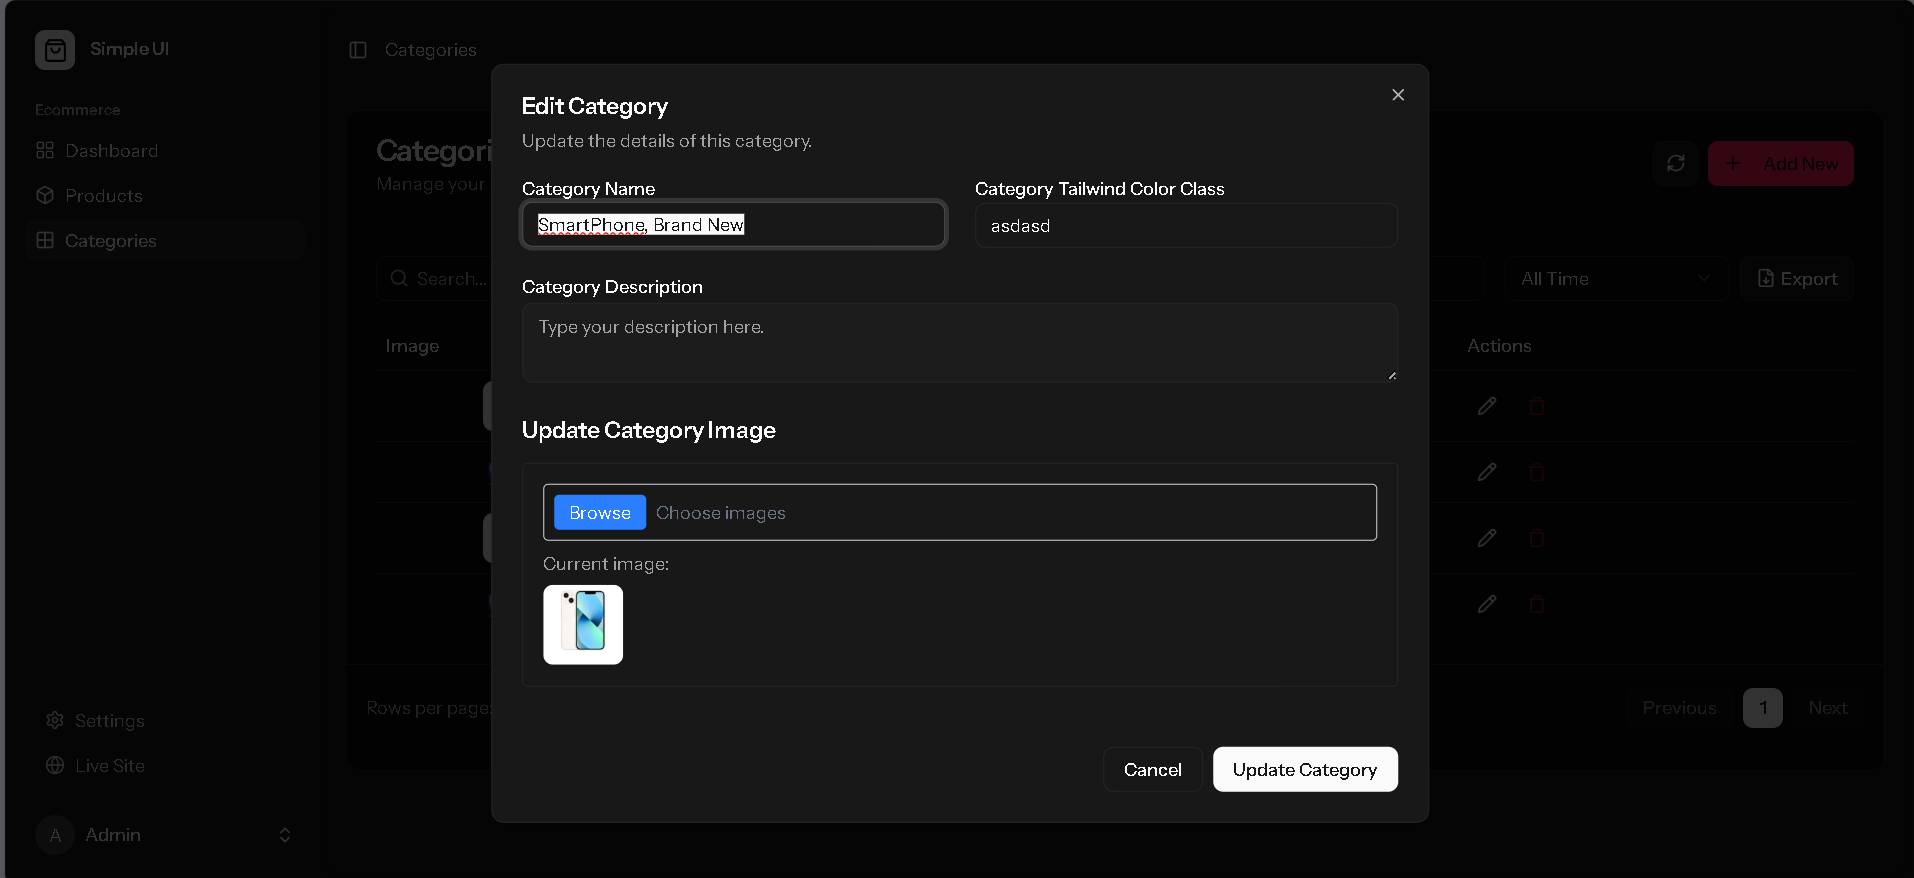 Simple UI
Categories
Ecommerce
Dashboard
Products
Categories
Settings
Live Site
A Admin
Categori
Manage your
Add New
Search...
All Time
Export
Image
Actions
Rows per page:
Previous
1
Next
Edit Category
Update the details of this category.
Category Name
Category Tailwind Color Class
SmartPhone, Brand New
asdasd
Category Description
Type your description here.
Update Category Image
Browse
Choose images
Current image:
Cancel
Update Category